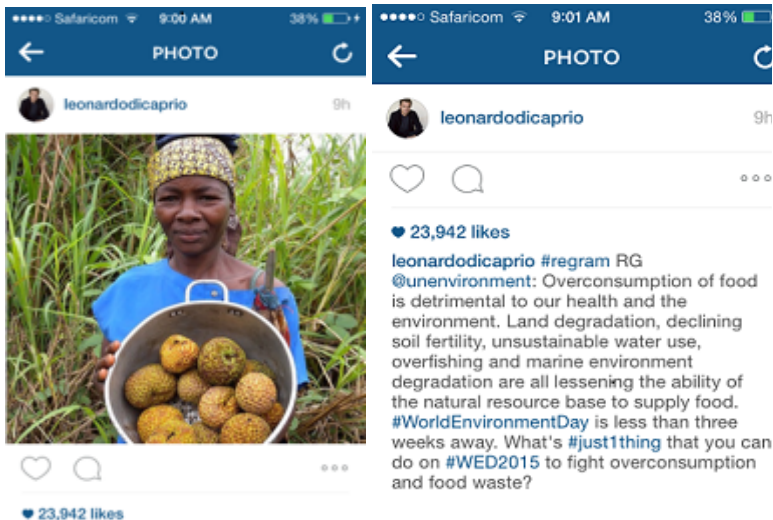 Safaricom 9:00 AM 38%
PHOTO
leonardodicaprio 9h
23,942 likes
Safaricom 9:01 AM 38%
PHOTO
leonardodicaprio 9h
23,942 likes
leonardodicaprio #regram RG
@unenvironment: Overconsumption of food
is detrimental to our health and the
environment. Land degradation, declining
soil fertility, unsustainable water use,
overfishing and marine environment
degradation are all lessening the ability of
the natural resource base to supply food.
#WorldEnvironmentDay is less than three
weeks away. What's #just1thing that you can
do on #WED2015 to fight overconsumption
and food waste?